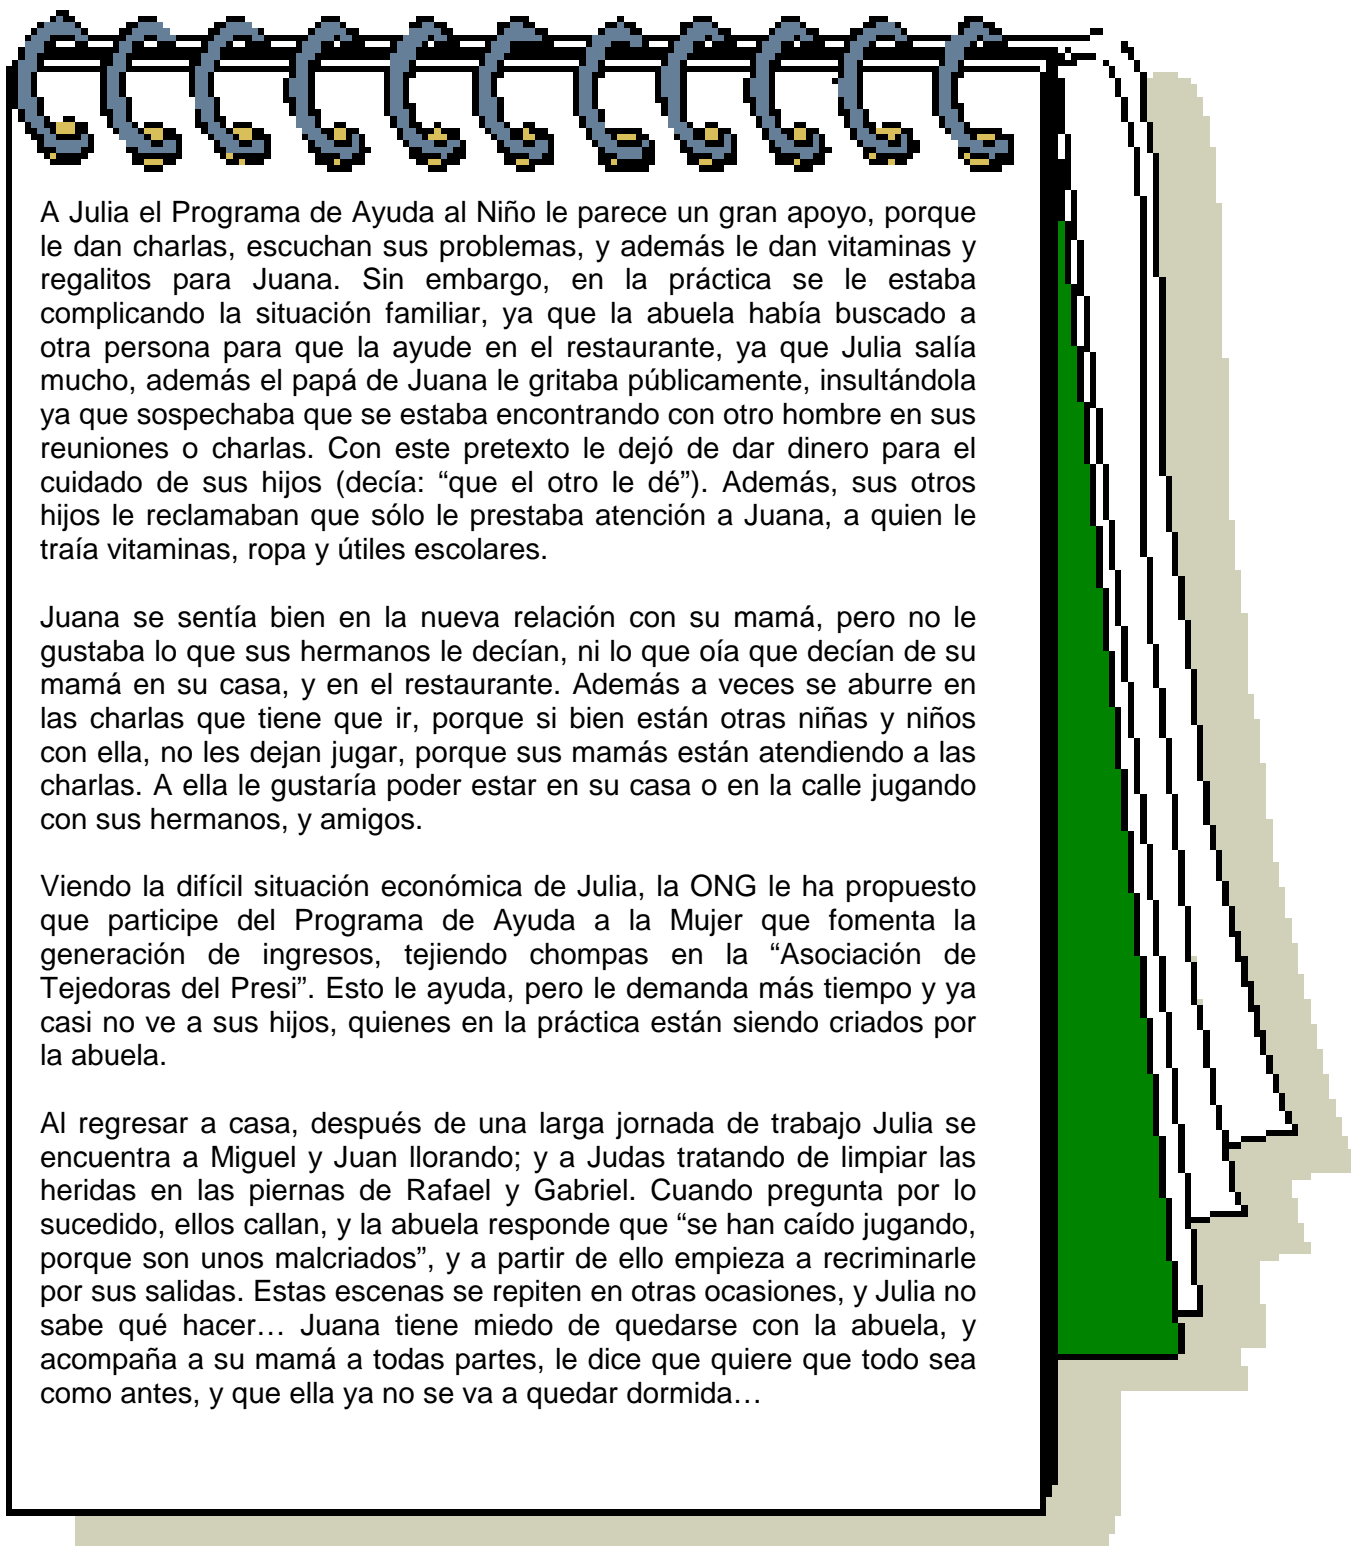 A Julia el Programa de Ayuda al Niño le parece un gran apoyo, porque
le dan charlas, escuchan sus problemas, y además le dan vitaminas y
regalitos para Juana. Sin embargo, en la práctica se le estaba
complicando la situación familiar, ya que la abuela había buscado a
otra persona para que la ayude en el restaurante, ya que Julia salía
mucho, además el papá de Juana le gritaba públicamente, insultándola
ya que sospechaba que se estaba encontrando con otro hombre en sus
reuniones o charlas. Con este pretexto le dejó de dar dinero para el
cuidado de sus hijos (decía: “que el otro le dé”). Además, sus otros
hijos le reclamaban que sólo le prestaba atención a Juana, a quien le
traía vitaminas, ropa y útiles escolares.
Juana se sentía bien en la nueva relación con su mamá, pero no le
gustaba lo que sus hermanos le decían, ni lo que oía que decían de su
mamá en su casa, y en el restaurante. Además a veces se aburre en
las charlas que tiene que ir, porque si bien están otras niñas y niños
con ella, no les dejan jugar, porque sus mamás están atendiendo a las
charlas. A ella le gustaría poder estar en su casa o en la calle jugando
con sus hermanos, y amigos.
Viendo la difícil situación económica de Julia, la ONG le ha propuesto
que participe del Programa de Ayuda a la Mujer que fomenta la
generación de ingresos, tejiendo chompas en la “Asociación de
Tejedoras del Presi”. Esto le ayuda, pero le demanda más tiempo y ya
casi no ve a sus hijos, quienes en la práctica están siendo criados por
la abuela.
Al regresar a casa, después de una larga jornada de trabajo Julia se
encuentra a Miguel y Juan llorando; y a Judas tratando de limpiar las
heridas en las piernas de Rafael y Gabriel. Cuando pregunta por lo
sucedido, ellos callan, y la abuela responde que “se han caído jugando,
porque son unos malcriados”, y a partir de ello empieza a recriminarle
por sus salidas. Estas escenas se repiten en otras ocasiones, y Julia no
sabe qué hacer… Juana tiene miedo de quedarse con la abuela, y
acompaña a su mamá a todas partes, le dice que quiere que todo sea
como antes, y que ella ya no se va a quedar dormida…